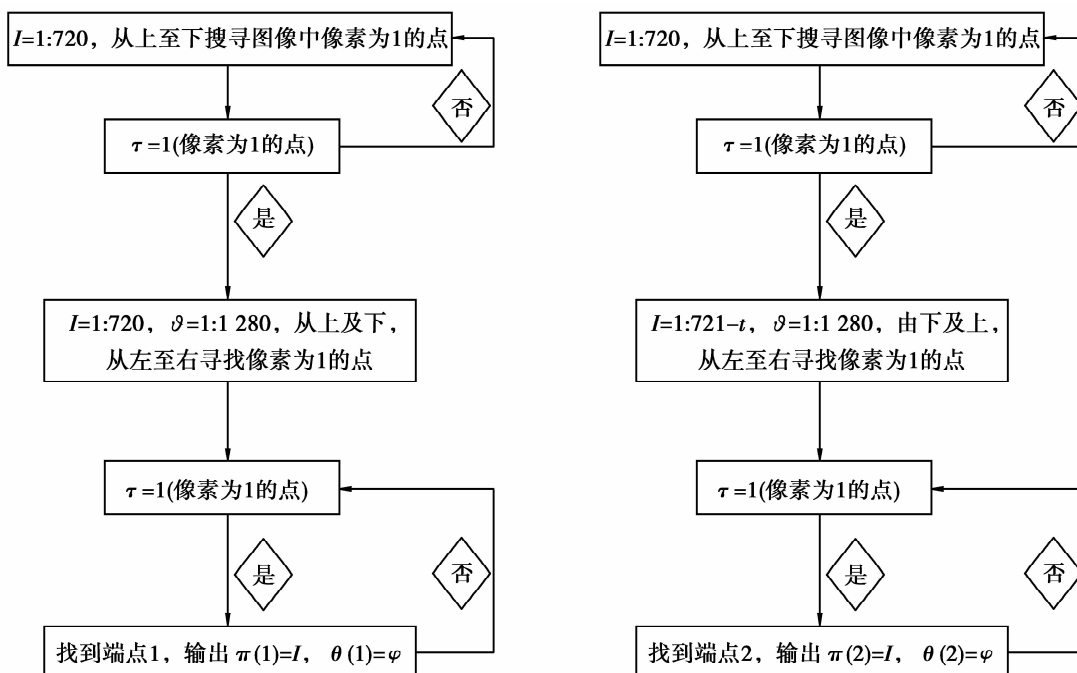 I=1:720，从上至下搜寻图像中像素为1的点
否
τ=1(像素为1的点)
是
I=1:720，ϑ=1:1 280，从上及下，
从左至右寻找像素为1的点
τ=1(像素为1的点)
是
否
找到端点1，输出 π(1)=I， θ(1)=φ
I=1:720，从上至下搜寻图像中像素为1的点
否
τ=1(像素为1的点)
是
I=1:721-t，ϑ=1:1 280，由下及上，
从左至右寻找像素为1的点
τ=1(像素为1的点)
是
否
找到端点2，输出 π(2)=I， θ(2)=φ